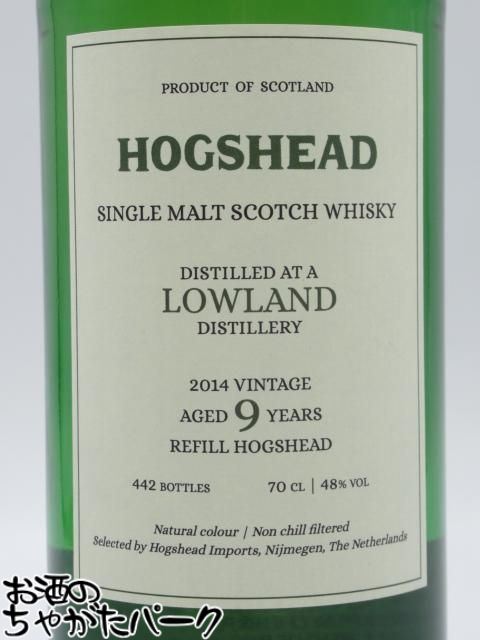 PRODUCT OF SCOTLAND
HOGSHEAD
SINGLE MALT SCOTCH WHISKY
DISTILLED AT A
LOWLAND
DISTILLERY
2014 VINTAGE
AGED 9 YEARS
REFILL HOGSHEAD
442 BOTTLES 70 CL | 48% VOL
Natural colour | Non chill filtered
Selected by Hogshead Imports, Nijmegen, The Netherlands
お酒の
ちゃがたパーク